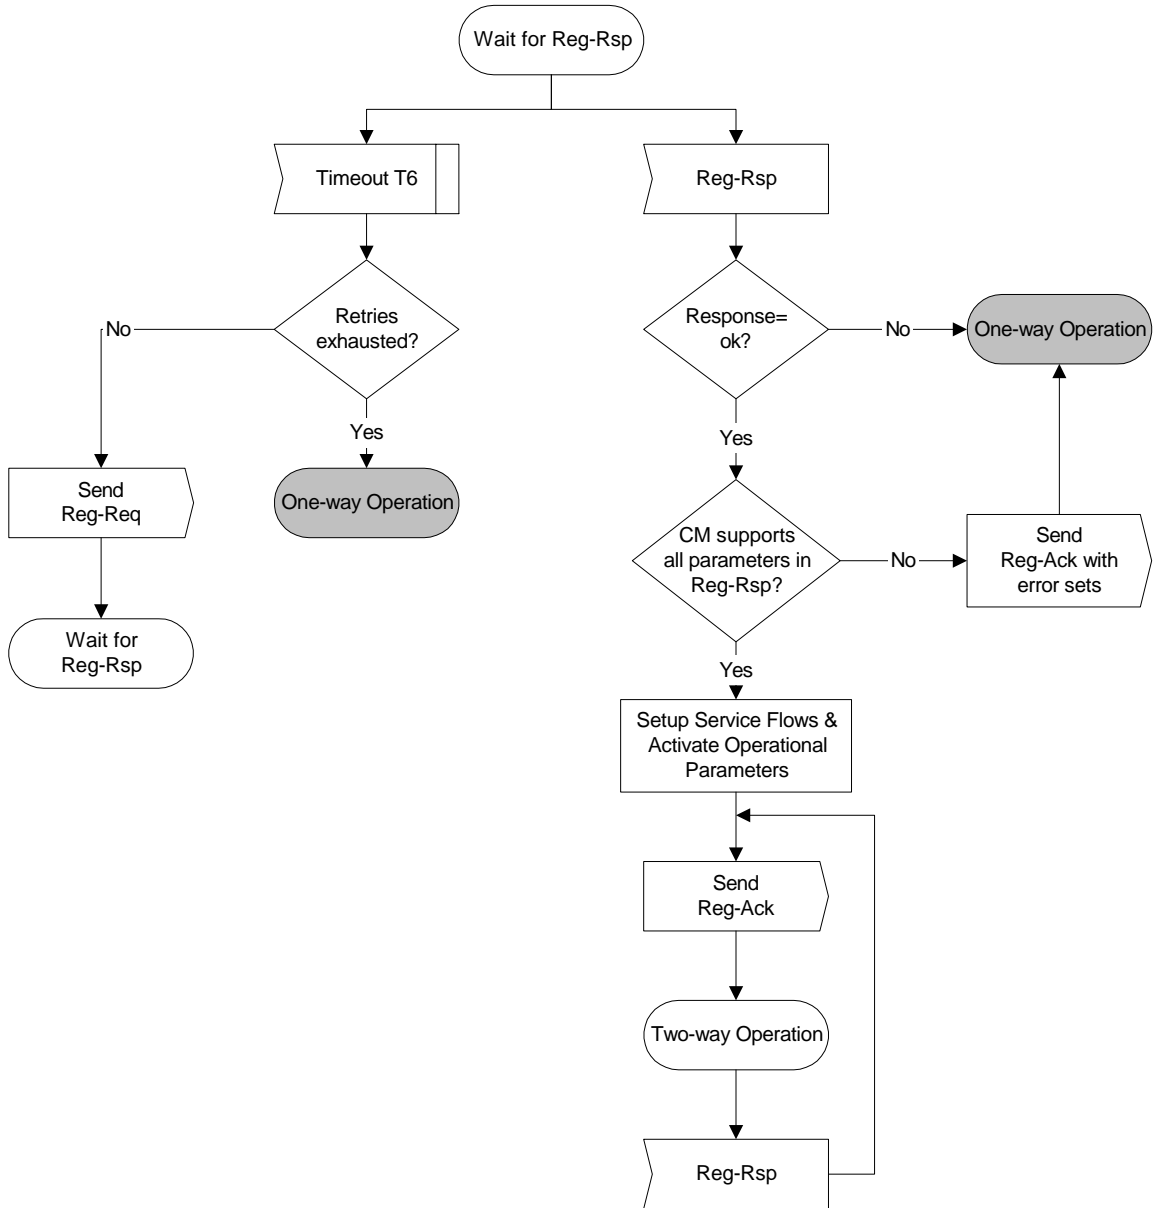 Wait for Reg-Rsp
Timeout T6
Reg-Rsp
Retries
exhausted?
No
Yes
Response=
ok?
No
One-way Operation
Yes
Send
Reg-Req
One-way Operation
CM supports
all parameters in
Reg-Rsp?
No
Send
Reg-Ack with
error sets
Wait for
Reg-Rsp
Yes
Setup Service Flows &
Activate Operational
Parameters
Send
Reg-Ack
Two-way Operation
Reg-Rsp